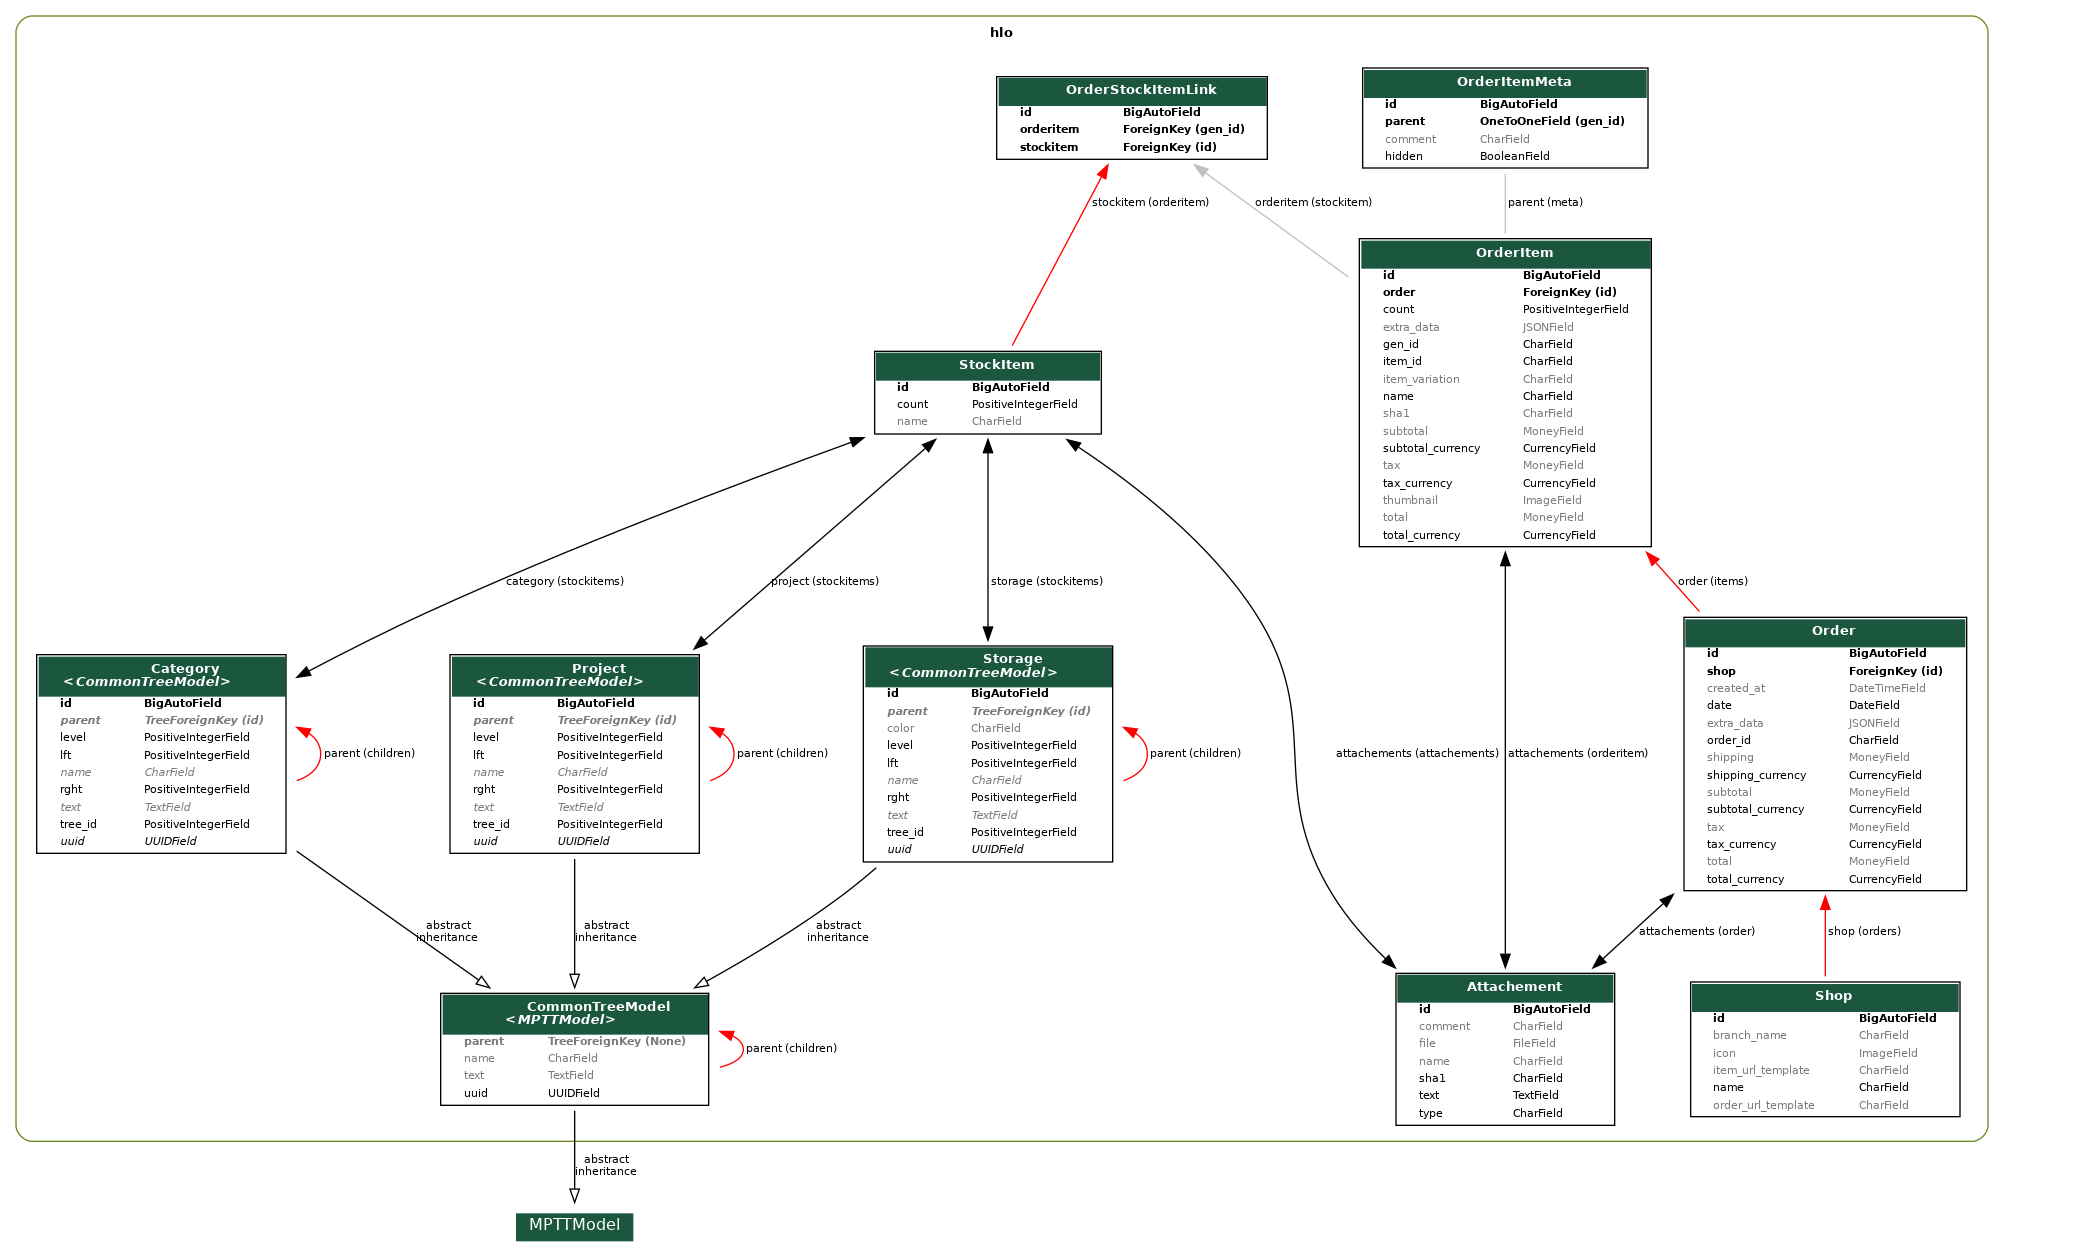 hlo
OrderStockItemLink
id BigAutoField
orderitem ForeignKey (gen_id)
stockitem ForeignKey (id)
OrderItemMeta
id BigAutoField
parent OneToOneField (gen_id)
comment CharField
hidden BooleanField
stockitem (orderitem)
orderitem (stockitem)
parent (meta)
OrderItem
id BigAutoField
order ForeignKey (id)
count PositiveIntegerField
extra_data JSONField
gen_id CharField
item_id CharField
item_variation CharField
name CharField
sha1 CharField
subtotal MoneyField
subtotal_currency CurrencyField
tax MoneyField
tax_currency CurrencyField
thumbnail ImageField
total MoneyField
total_currency CurrencyField
StockItem
id BigAutoField
count PositiveIntegerField
name CharField
category (stockitems)
project (stockitems)
storage (stockitems)
order (items)
Category
<CommonTreeModel>
id BigAutoField
parent TreeForeignKey (id)
level PositiveIntegerField
lft PositiveIntegerField
name CharField
rght PositiveIntegerField
text TextField
tree_id PositiveIntegerField
uuid UUIDField
parent (children)
Project
<CommonTreeModel>
id BigAutoField
parent TreeForeignKey (id)
level PositiveIntegerField
lft PositiveIntegerField
name CharField
rght PositiveIntegerField
text TextField
tree_id PositiveIntegerField
uuid UUIDField
parent (children)
Storage
<CommonTreeModel>
id BigAutoField
parent TreeForeignKey (id)
color CharField
level PositiveIntegerField
lft PositiveIntegerField
name CharField
rght PositiveIntegerField
text TextField
tree_id PositiveIntegerField
uuid UUIDField
parent (children)
attachements (attachements)
attachements (orderitem)
Order
id BigAutoField
shop ForeignKey (id)
created_at DateTimeField
date DateField
extra_data JSONField
order_id CharField
shipping MoneyField
shipping_currency CurrencyField
subtotal MoneyField
subtotal_currency CurrencyField
tax MoneyField
tax_currency CurrencyField
total MoneyField
total_currency CurrencyField
abstract
inheritance
abstract
inheritance
abstract
inheritance
attachements (order)
shop (orders)
CommonTreeModel
<MPTTModel>
parent TreeForeignKey (None)
name CharField
text TextField
uuid UUIDField
parent (children)
Attachement
id BigAutoField
comment CharField
file FileField
name CharField
sha1 CharField
text TextField
type CharField
Shop
id BigAutoField
branch_name CharField
icon ImageField
item_url_template CharField
name CharField
order_url_template CharField
abstract
inheritance
MPTTModel